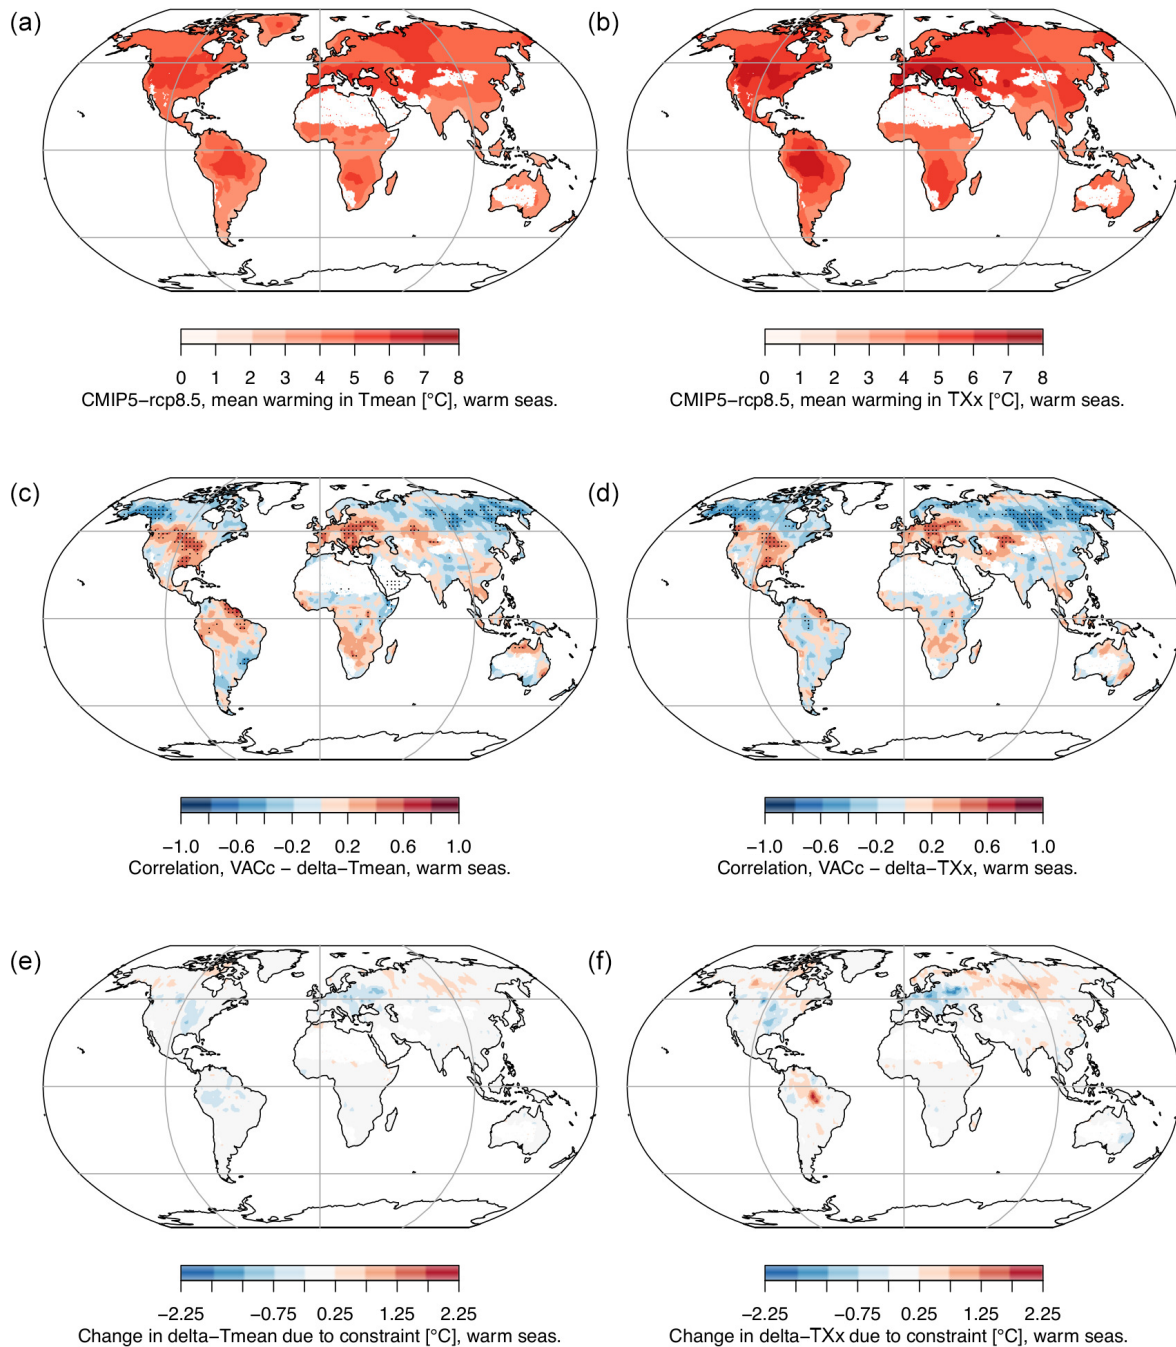 (a)
(b)
0 1 2 3 4 5 6 7 8
CMIP5−rcp8.5, mean warming in Tmean [°C], warm seas.
0 1 2 3 4 5 6 7 8
CMIP5−rcp8.5, mean warming in TXx [°C], warm seas.
(c)
(d)
−1.0 −0.6 −0.2 0.2 0.6 1.0
Correlation, VACc − delta−Tmean, warm seas.
−1.0 −0.6 −0.2 0.2 0.6 1.0
Correlation, VACc − delta−TXx, warm seas.
(e)
(f)
−2.25 −0.75 0.25 1.25 2.25
Change in delta−Tmean due to constraint [°C], warm seas.
−2.25 −0.75 0.25 1.25 2.25
Change in delta−TXx due to constraint [°C], warm seas.